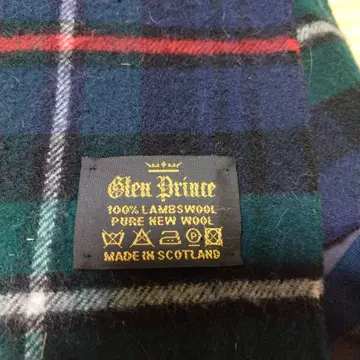 Glen Prince
100% LAMBSWOOL
PURE NEW WOOL
MADE IN SCOTLAND